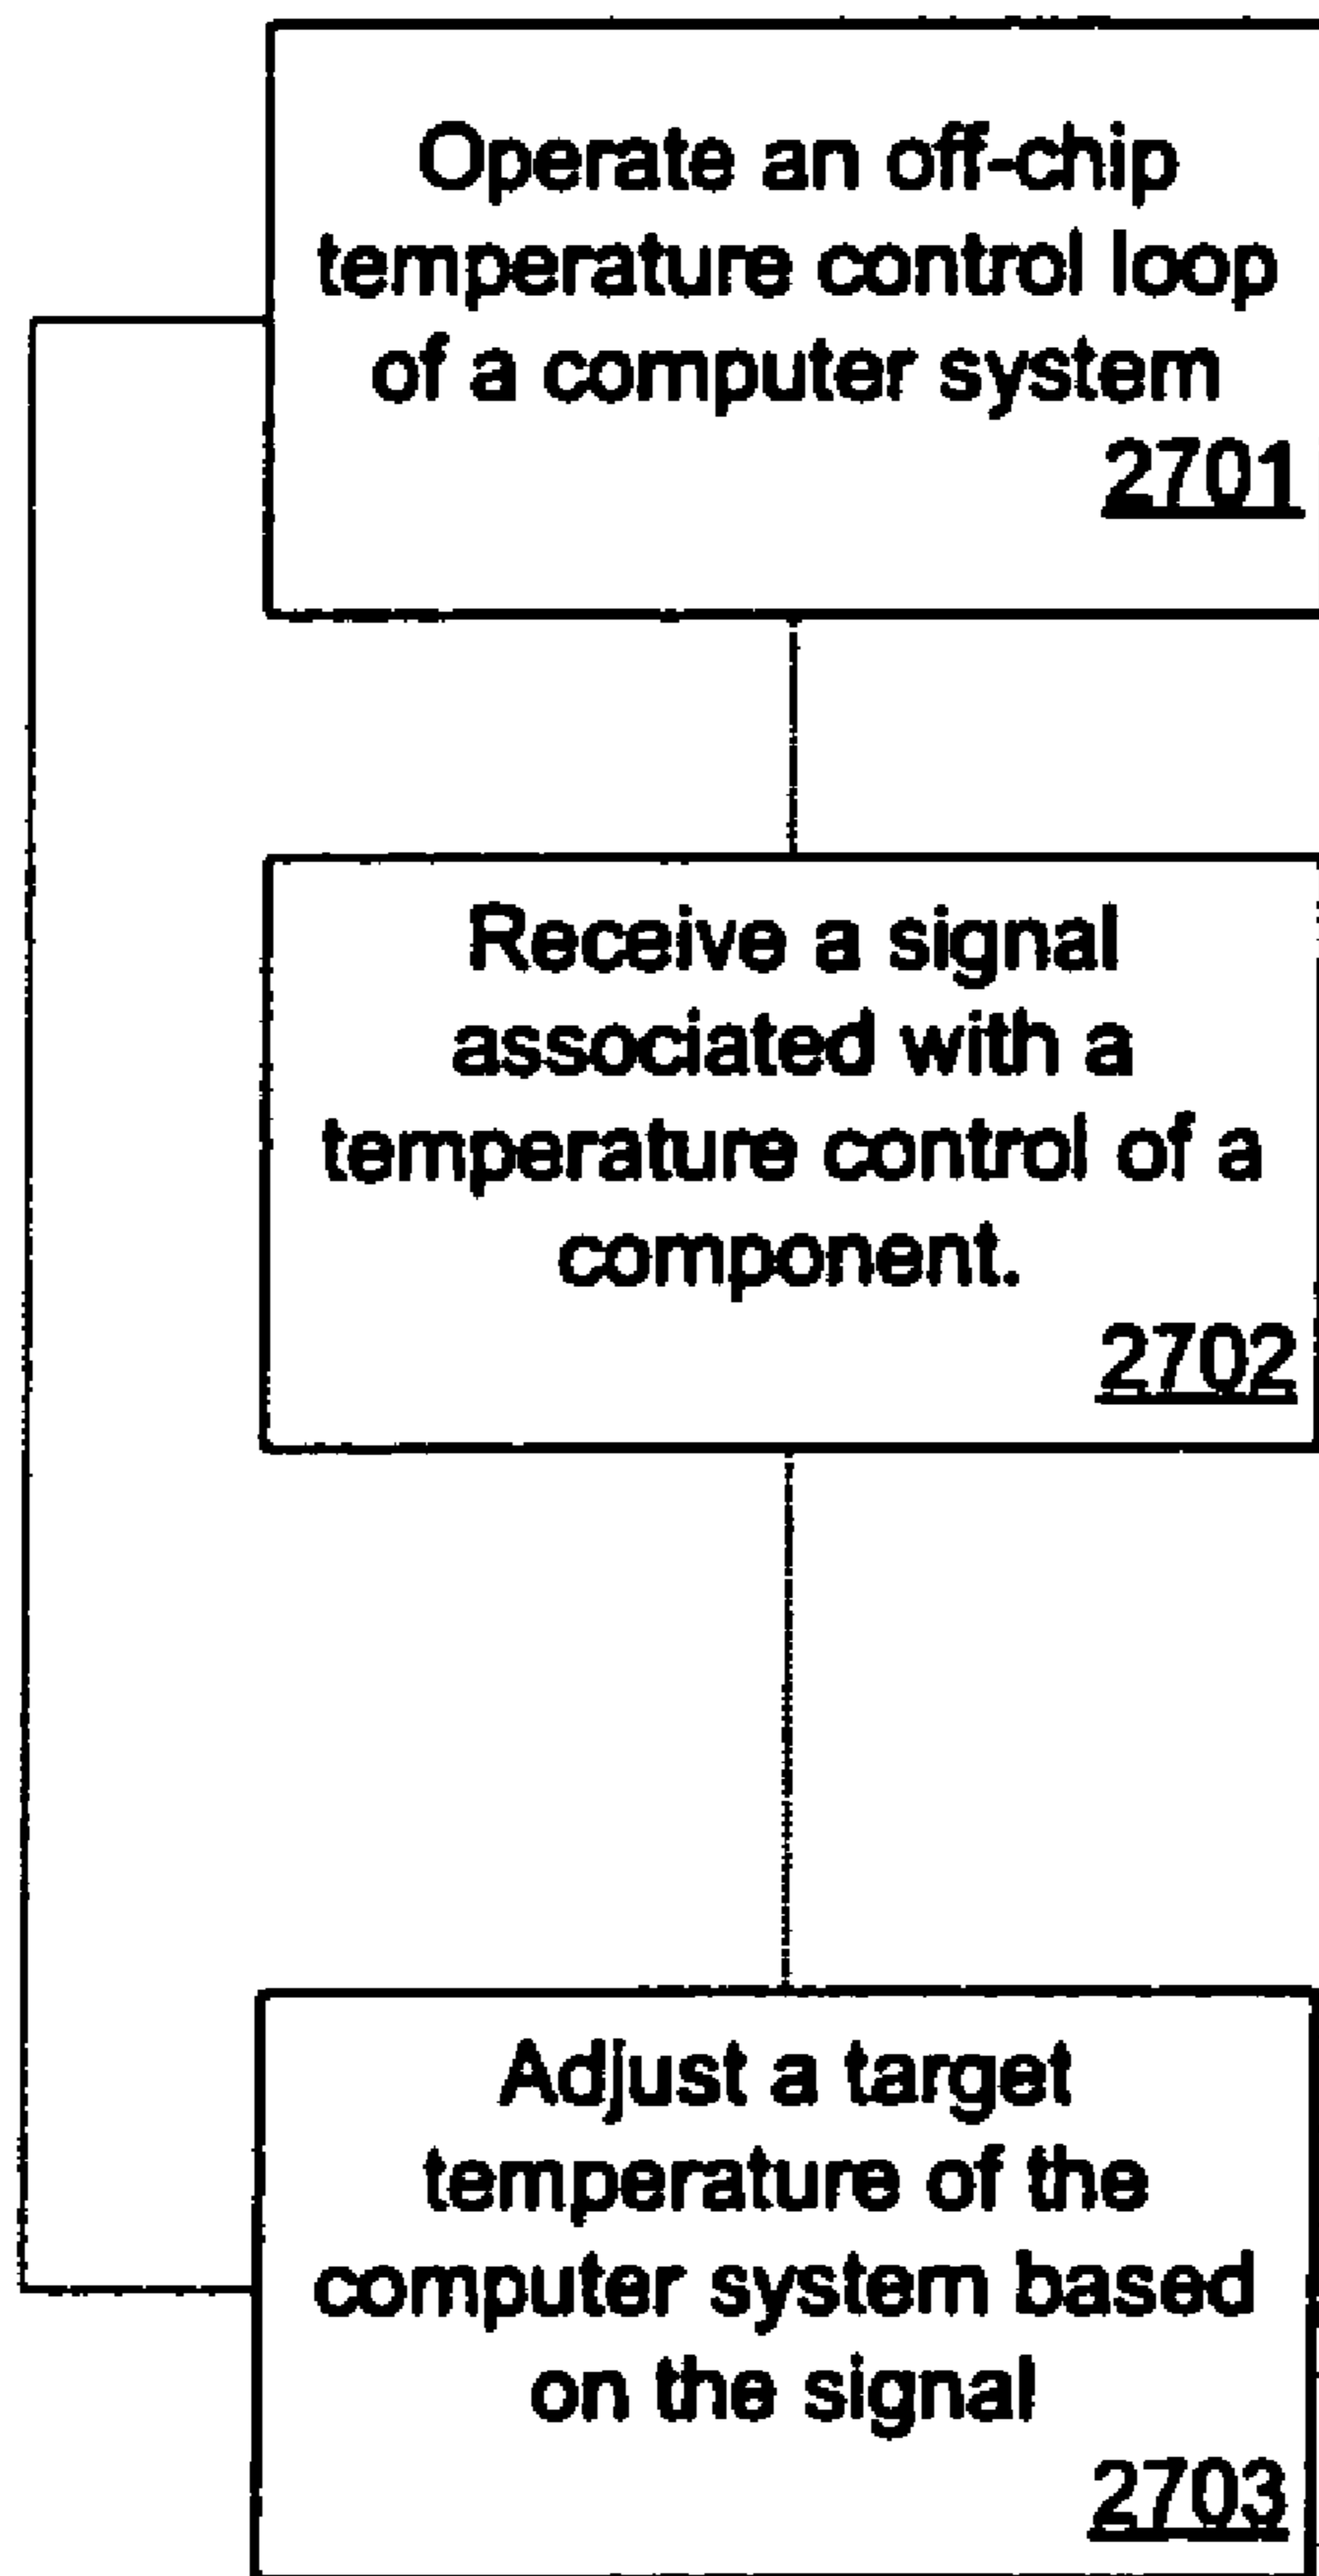 Operate an off-chip
temperature control loop
of a computer system
2701
Receive a signal
associated with a
temperature control of a
component.
2702
Adjust a target
temperature of the
computer system based
on the signal
2703